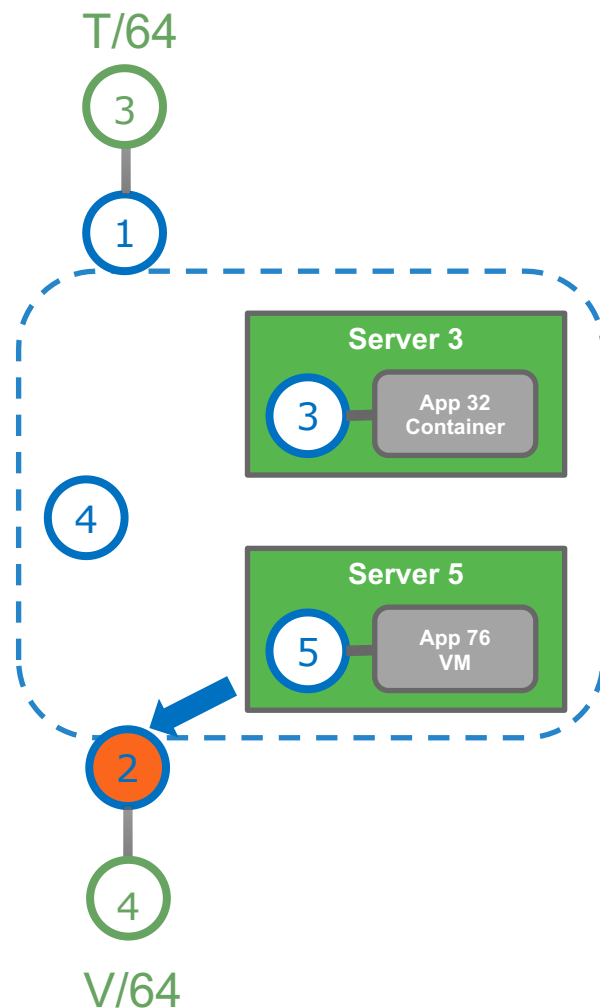 T/64
3
1
Server 3
3
App 32
Container
4
Server 5
5
App 76
VM
2
4
V/64